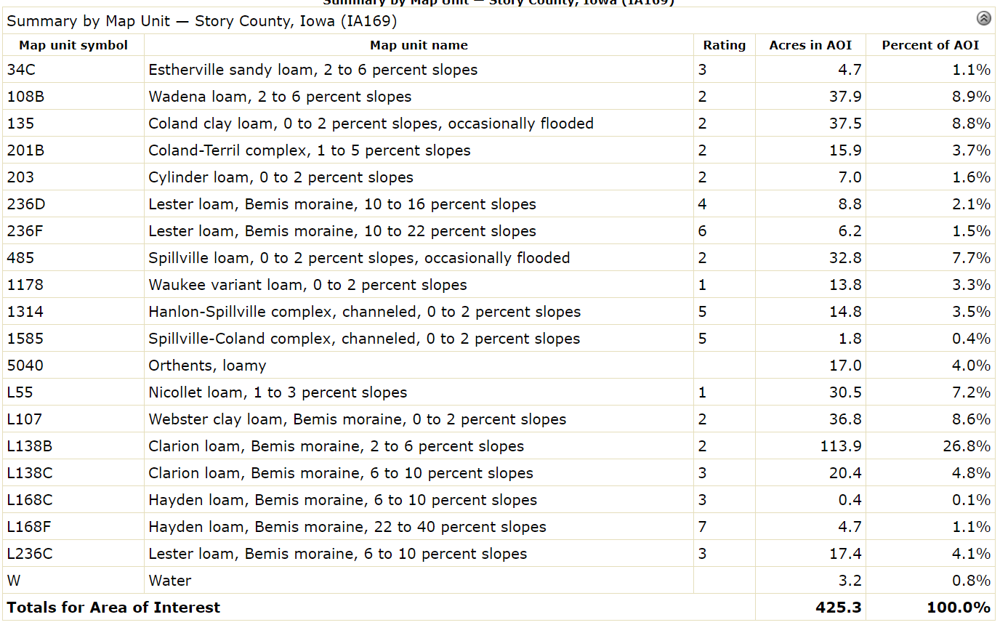 Summary by Map Unit — Story County, Iowa (IA169)
Summary by Map Unit — Story County, Iowa (IA169)
Map unit symbol Map unit name Rating Acres in AOI Percent of AOI
34C Estherville sandy loam, 2 to 6 percent slopes 3 4.7 1.1%
108B Wadena loam, 2 to 6 percent slopes 2 37.9 8.9%
135 Coland clay loam, 0 to 2 percent slopes, occasionally flooded 2 37.5 8.8%
201B Coland-Terril complex, 1 to 5 percent slopes 2 15.9 3.7%
203 Cylinder loam, 0 to 2 percent slopes 2 7.0 1.6%
236D Lester loam, Bemis moraine, 10 to 16 percent slopes 4 8.8 2.1%
236F Lester loam, Bemis moraine, 10 to 22 percent slopes 6 6.2 1.5%
485 Spillville loam, 0 to 2 percent slopes, occasionally flooded 2 32.8 7.7%
1178 Waukee variant loam, 0 to 2 percent slopes 1 13.8 3.3%
1314 Hanlon-Spillville complex, channeled, 0 to 2 percent slopes 5 14.8 3.5%
1585 Spillville-Coland complex, channeled, 0 to 2 percent slopes 5 1.8 0.4%
5040 Orthents, loamy 17.0 4.0%
L55 Nicollet loam, 1 to 3 percent slopes 1 30.5 7.2%
L107 Webster clay loam, Bemis moraine, 0 to 2 percent slopes 2 36.8 8.6%
L138B Clarion loam, Bemis moraine, 2 to 6 percent slopes 2 113.9 26.8%
L138C Clarion loam, Bemis moraine, 6 to 10 percent slopes 3 20.4 4.8%
L168C Hayden loam, Bemis moraine, 6 to 10 percent slopes 3 0.4 0.1%
L168F Hayden loam, Bemis moraine, 22 to 40 percent slopes 7 4.7 1.1%
L236C Lester loam, Bemis moraine, 6 to 10 percent slopes 3 17.4 4.1%
W Water 3.2 0.8%
Totals for Area of Interest 425.3 100.0%